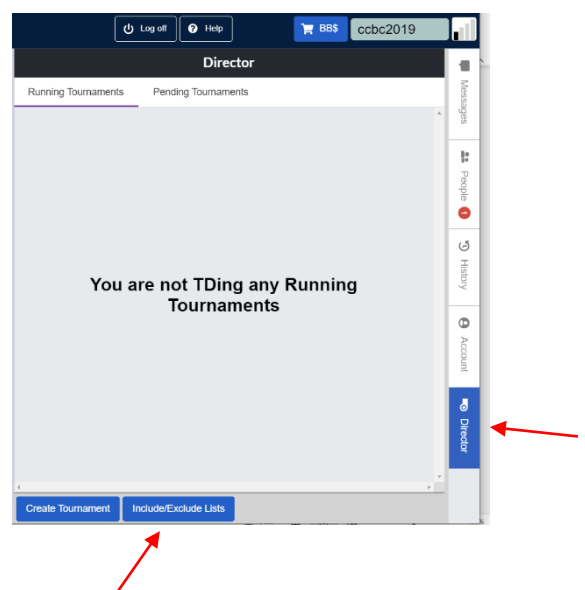 Log off
Help
BB$
ccbc2019
Director
Running Tournaments
Pending Tournaments
You are not TDing any Running
Tournaments
Create Tournament
Include/Exclude Lists
Messages
People 1
History
Account
Director